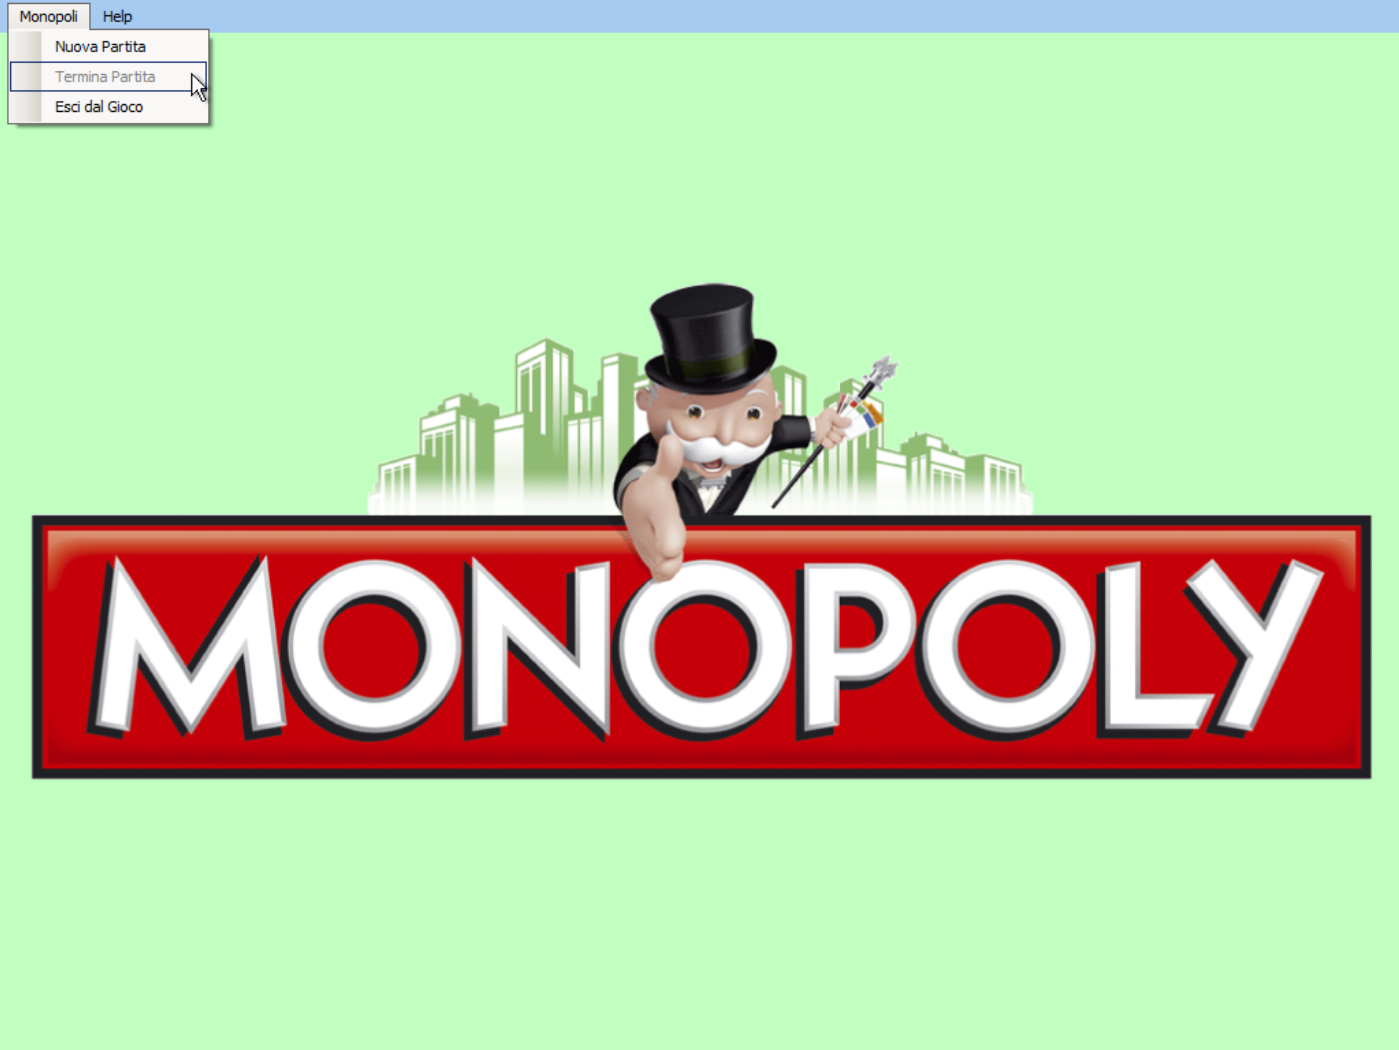 Monopoli Help
Nuova Partita
Termina Partita
Esci dal Gioco
MONOPOLY